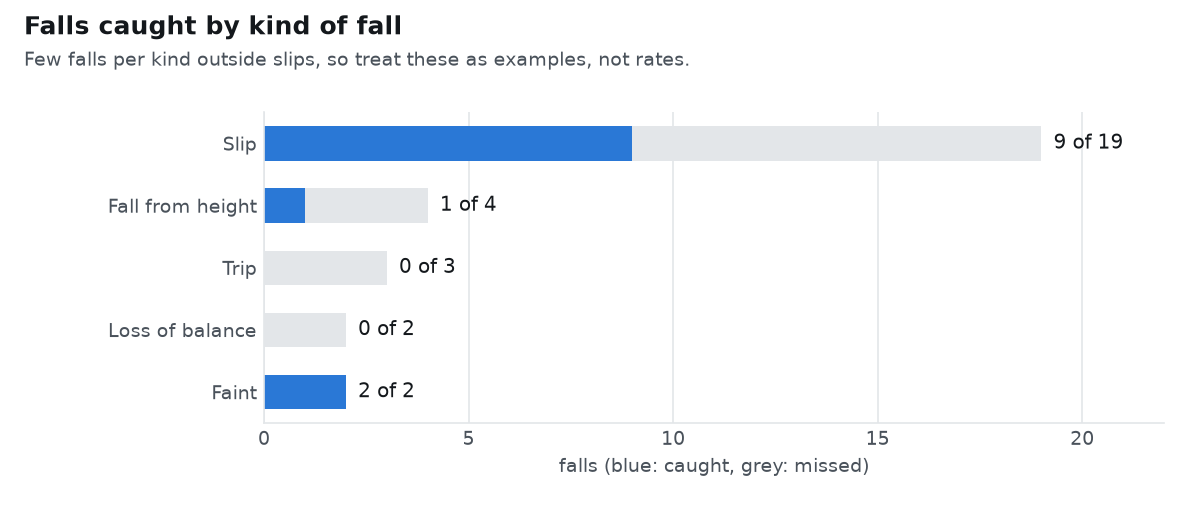 Falls caught by kind of fall
Few falls per kind outside slips, so treat these as examples, not rates.
Slip 9 of 19
Fall from height 1 of 4
Trip 0 of 3
Loss of balance 0 of 2
Faint 2 of 2
0 5 10 15 20
falls (blue: caught, grey: missed)